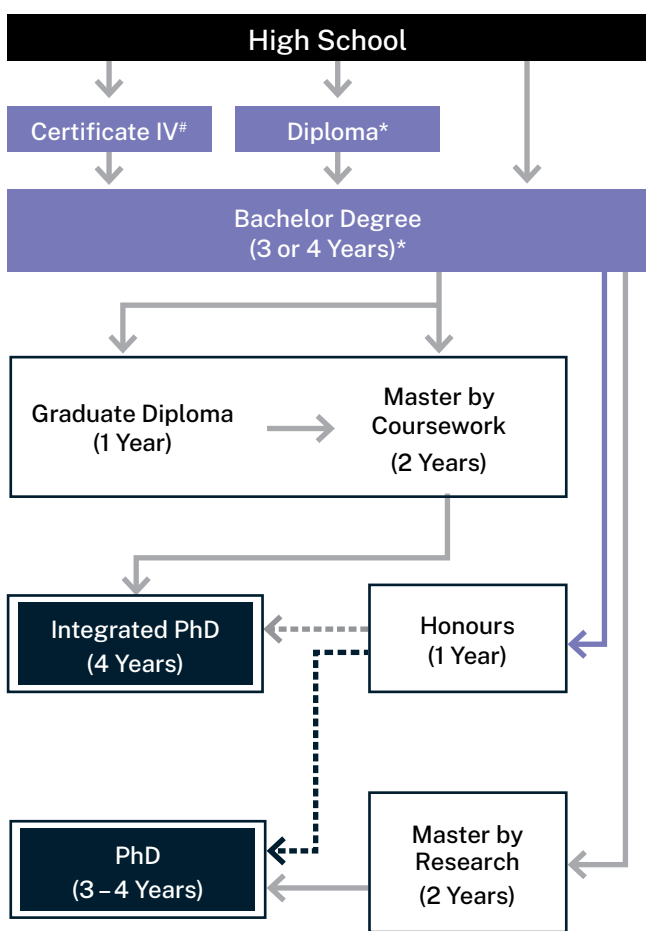 High School
Certificate IV#
Diploma*
Bachelor Degree
(3 or 4 Years)*
Graduate Diploma
(1 Year)
Master by
Coursework
(2 Years)
Integrated PhD
(4 Years)
Honours
(1 Year)
PhD
(3 – 4 Years)
Master by
Research
(2 Years)